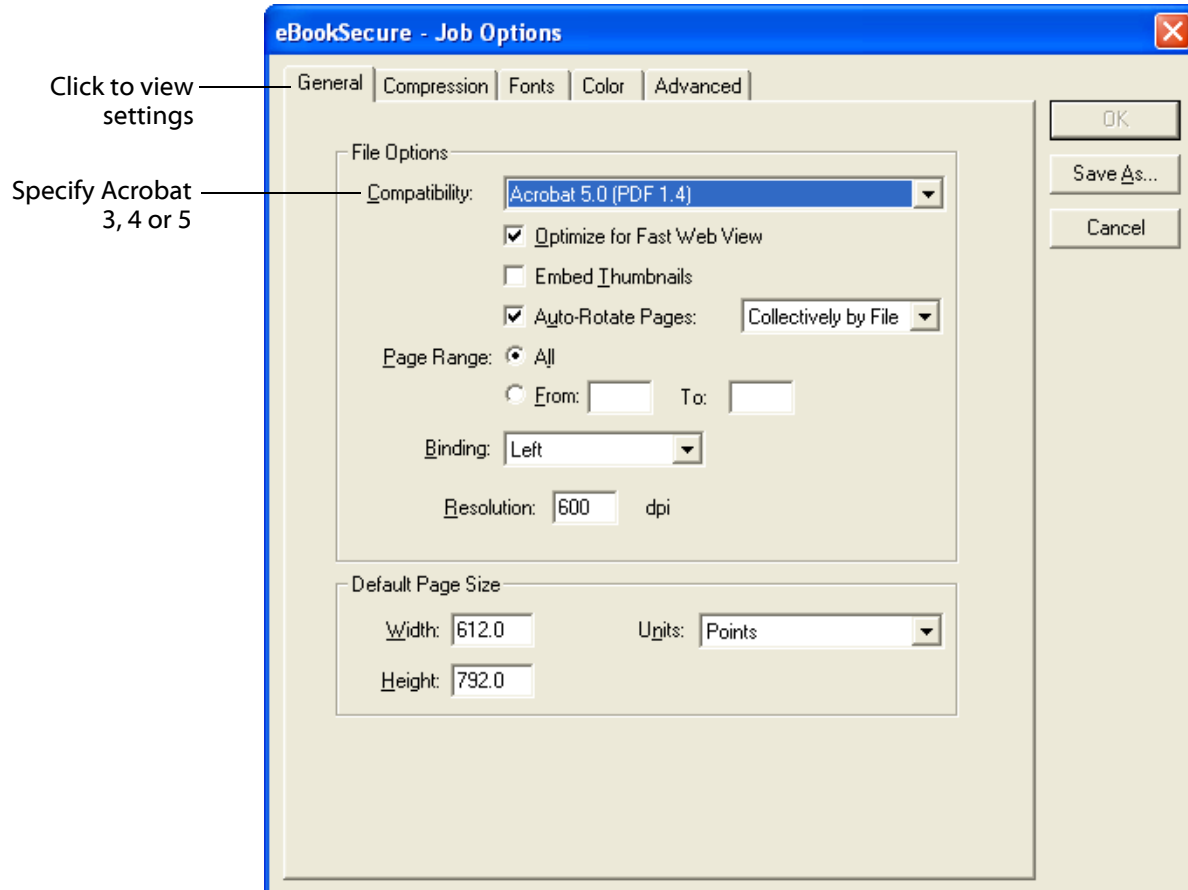 eBookSecure - Job Options
Click to view
settings
General Compression Fonts Color Advanced
OK
Save As...
Cancel
File Options
Specify Acrobat
3, 4 or 5
Compatibility: Acrobat 5.0 (PDF 1.4)
Optimize for Fast Web View
Embed Thumbnails
Auto-Rotate Pages: Collectively by File
Page Range: All
From: To:
Binding: Left
Resolution: 600 dpi
Default Page Size
Width: 612.0 Units: Points
Height: 792.0